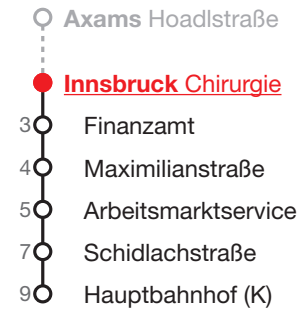 Axams Hoadlstraße
Innsbruck Chirurgie
3 Finanzamt
4 Maximilianstraße
5 Arbeitsmarktservice
7 Schidlachstraße
9 Hauptbahnhof (K)